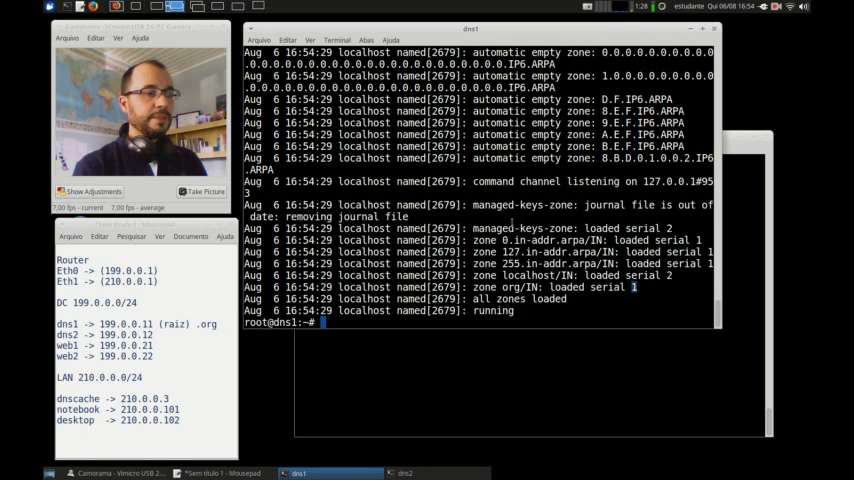 1:28
estudante Qui 06/08 16:54
Camorama - Vimicro USB 2.0 PC Camera
Arquivo Editar Ver Ajuda
Show Adjustments Take Picture
7,00 fps - current 7,00 fps - average
*Sem título 1 - Mousepad
Arquivo Editar Pesquisar Ver Documento Ajuda
Router
Eth0 -> (199.0.0.1)
Eth1 -> (210.0.0.1)
DC 199.0.0.0/24
dns1 -> 199.0.0.11 (raiz) .org
dns2 -> 199.0.0.12
web1 -> 199.0.0.21
web2 -> 199.0.0.22
LAN 210.0.0.0/24
dnscache -> 210.0.0.3
notebook -> 210.0.0.101
desktop -> 210.0.0.102
dns1
Arquivo Editar Ver Terminal Abas Ajuda
Aug 6 16:54:29 localhost named[2679]: automatic empty zone: 0.0.0.0.0.0.0.0.0.0
.0.0.0.0.0.0.0.0.0.0.0.0.0.0.0.0.0.0.0.0.0.0.IP6.ARPA
Aug 6 16:54:29 localhost named[2679]: automatic empty zone: 1.0.0.0.0.0.0.0.0.0
.0.0.0.0.0.0.0.0.0.0.0.0.0.0.0.0.0.0.0.0.0.0.IP6.ARPA
Aug 6 16:54:29 localhost named[2679]: automatic empty zone: D.F.IP6.ARPA
Aug 6 16:54:29 localhost named[2679]: automatic empty zone: 8.E.F.IP6.ARPA
Aug 6 16:54:29 localhost named[2679]: automatic empty zone: 9.E.F.IP6.ARPA
Aug 6 16:54:29 localhost named[2679]: automatic empty zone: A.E.F.IP6.ARPA
Aug 6 16:54:29 localhost named[2679]: automatic empty zone: B.E.F.IP6.ARPA
Aug 6 16:54:29 localhost named[2679]: automatic empty zone: 8.B.D.0.1.0.0.2.IP6
.ARPA
Aug 6 16:54:29 localhost named[2679]: command channel listening on 127.0.0.1#95
3
Aug 6 16:54:29 localhost named[2679]: managed-keys-zone: journal file is out of
date: removing journal file
Aug 6 16:54:29 localhost named[2679]: managed-keys-zone: loaded serial 2
Aug 6 16:54:29 localhost named[2679]: zone 0.in-addr.arpa/IN: loaded serial 1
Aug 6 16:54:29 localhost named[2679]: zone 127.in-addr.arpa/IN: loaded serial 1
Aug 6 16:54:29 localhost named[2679]: zone 255.in-addr.arpa/IN: loaded serial 1
Aug 6 16:54:29 localhost named[2679]: zone localhost/IN: loaded serial 2
Aug 6 16:54:29 localhost named[2679]: zone org/IN: loaded serial 1
Aug 6 16:54:29 localhost named[2679]: all zones loaded
Aug 6 16:54:29 localhost named[2679]: running
root@dns1:~#
Camorama - Vimicro USB 2.... *Sem título 1 - Mousepad dns1 dns2